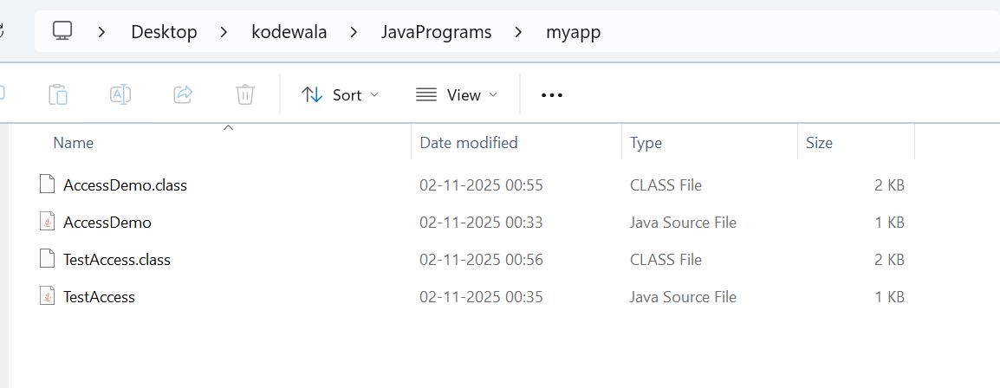 Desktop > kodewala > JavaPrograms > myapp
Sort View
Name Date modified Type Size
AccessDemo.class 02-11-2025 00:55 CLASS File 2 KB
AccessDemo 02-11-2025 00:33 Java Source File 1 KB
TestAccess.class 02-11-2025 00:56 CLASS File 2 KB
TestAccess 02-11-2025 00:35 Java Source File 1 KB